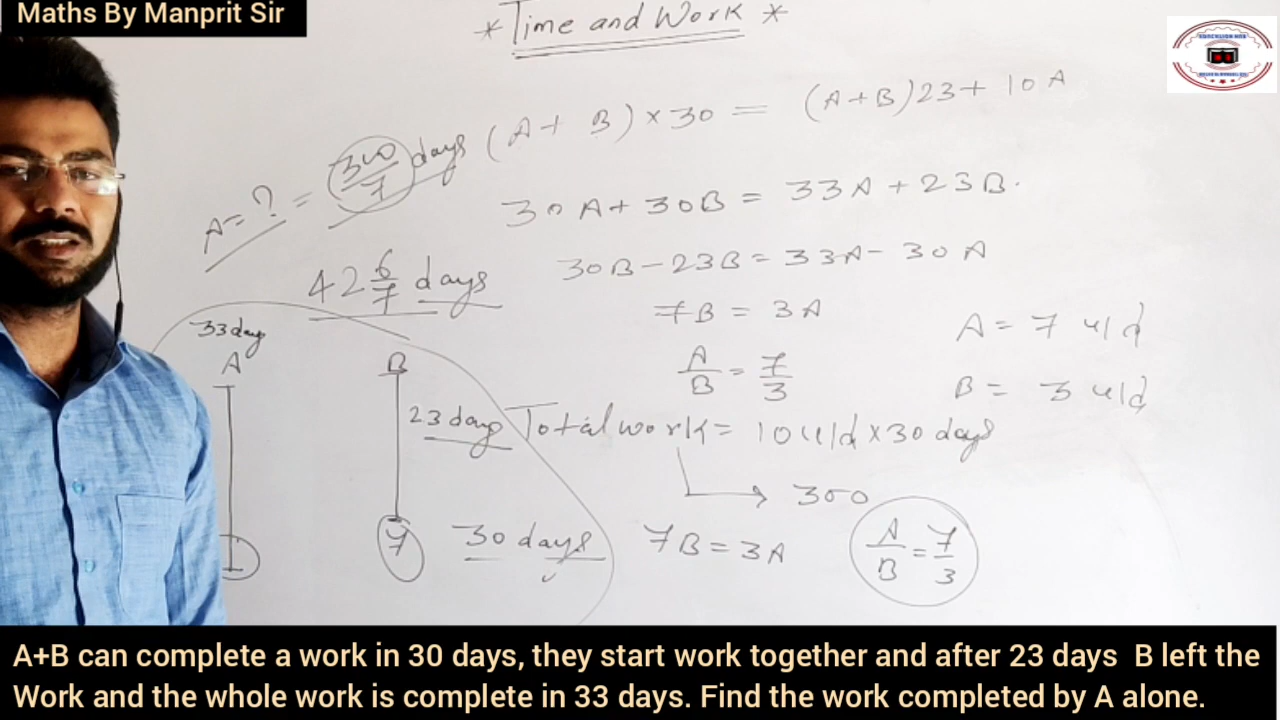 Maths By Manprit Sir
* Time and Work *
(A + B) × 30 = (A+B)23 + 10A
A = ? = 300/7 days
30A + 30B = 33A + 23B.
30B - 23B = 33A - 30A
42 6/7 days
7B = 3A
A/B = 7/3
A = 7 u/d
B = 3 u/d
33 day
A
B
23 days
Total work = 10 u/d × 30 days
300
7
30 days
7B = 3A
A/B = 7/3
A+B can complete a work in 30 days, they start work together and after 23 days B left the
Work and the whole work is complete in 33 days. Find the work completed by A alone.